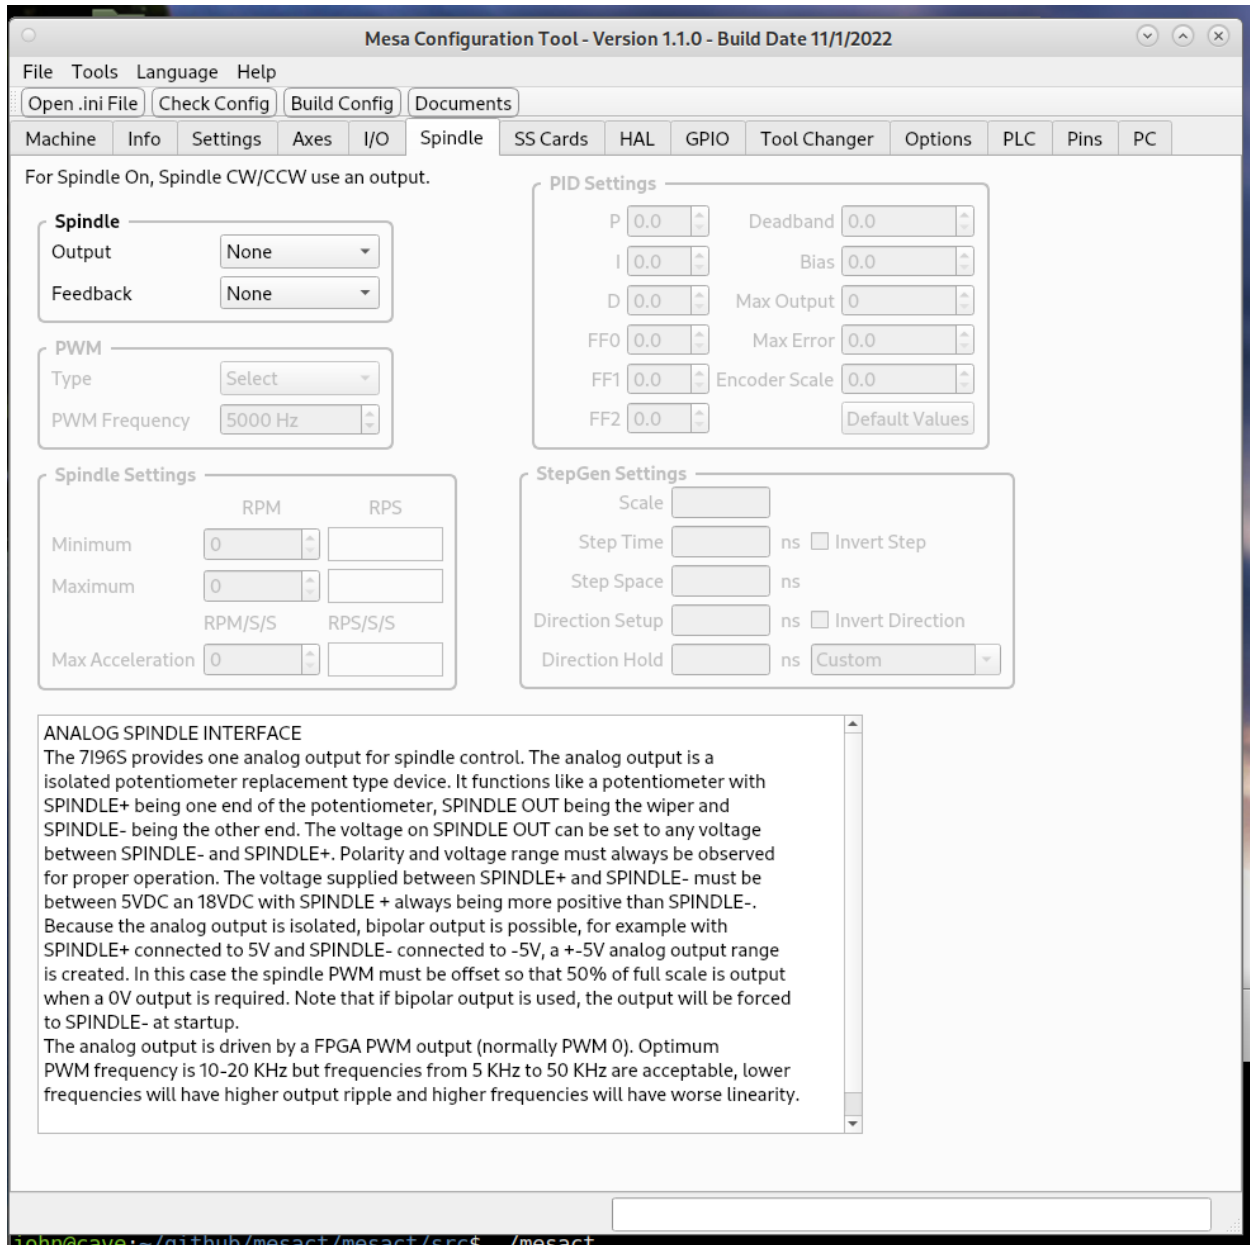 Mesa Configuration Tool - Version 1.1.0 - Build Date 11/1/2022
File Tools Language Help
Open .ini File Check Config Build Config Documents
Machine Info Settings Axes I/O Spindle SS Cards HAL GPIO Tool Changer Options PLC Pins PC
For Spindle On, Spindle CW/CCW use an output.
Spindle
Output None
Feedback None
PWM
Type Select
PWM Frequency 5000 Hz
Spindle Settings
RPM RPS
Minimum 0
Maximum 0
RPM/S/S RPS/S/S
Max Acceleration 0
PID Settings
P 0.0 Deadband 0.0
I 0.0 Bias 0.0
D 0.0 Max Output 0
FF0 0.0 Max Error 0.0
FF1 0.0 Encoder Scale 0.0
FF2 0.0 Default Values
StepGen Settings
Scale
Step Time ns Invert Step
Step Space ns
Direction Setup ns Invert Direction
Direction Hold ns Custom
ANALOG SPINDLE INTERFACE
The 7I96S provides one analog output for spindle control. The analog output is a
isolated potentiometer replacement type device. It functions like a potentiometer with
SPINDLE+ being one end of the potentiometer, SPINDLE OUT being the wiper and
SPINDLE- being the other end. The voltage on SPINDLE OUT can be set to any voltage
between SPINDLE- and SPINDLE+. Polarity and voltage range must always be observed
for proper operation. The voltage supplied between SPINDLE+ and SPINDLE- must be
between 5VDC an 18VDC with SPINDLE + always being more positive than SPINDLE-.
Because the analog output is isolated, bipolar output is possible, for example with
SPINDLE+ connected to 5V and SPINDLE- connected to -5V, a +-5V analog output range
is created. In this case the spindle PWM must be offset so that 50% of full scale is output
when a 0V output is required. Note that if bipolar output is used, the output will be forced
to SPINDLE- at startup.
The analog output is driven by a FPGA PWM output (normally PWM 0). Optimum
PWM frequency is 10-20 KHz but frequencies from 5 KHz to 50 KHz are acceptable, lower
frequencies will have higher output ripple and higher frequencies will have worse linearity.
john@cave:~/github/mesact/mesact/src$ ./mesact